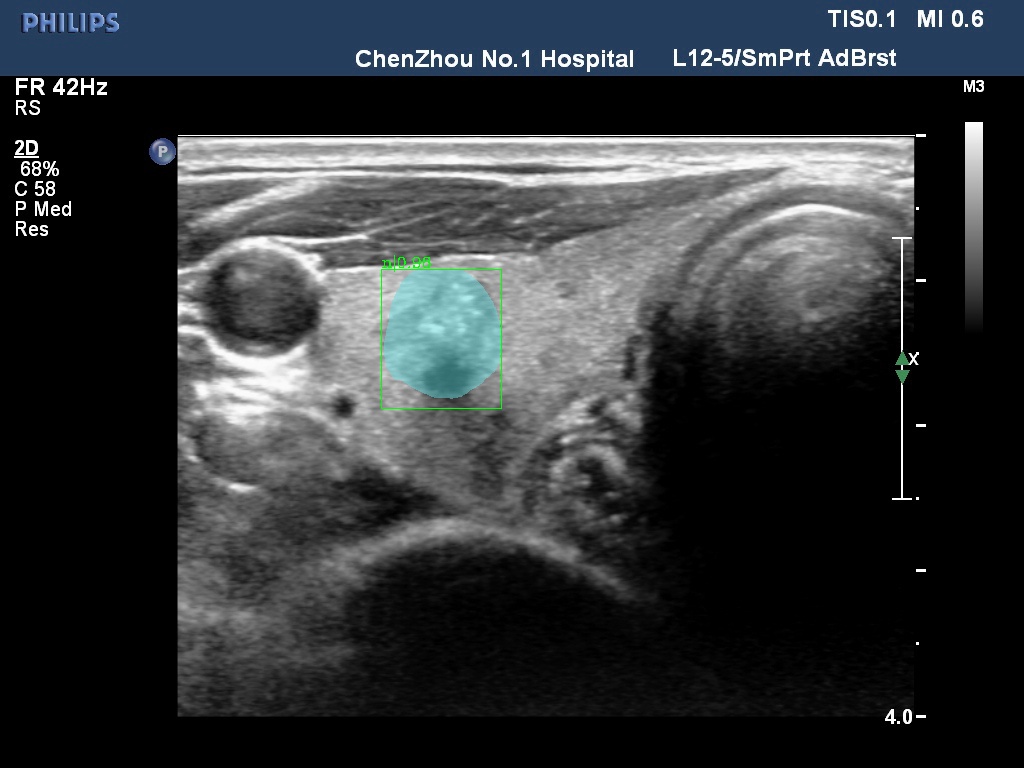 PHILIPS
TIS0.1 MI 0.6
ChenZhou No.1 Hospital L12-5/SmPrt AdBrst
FR 42Hz
RS
M3
2D
68%
C 58
P Med
Res
P
X
4.0